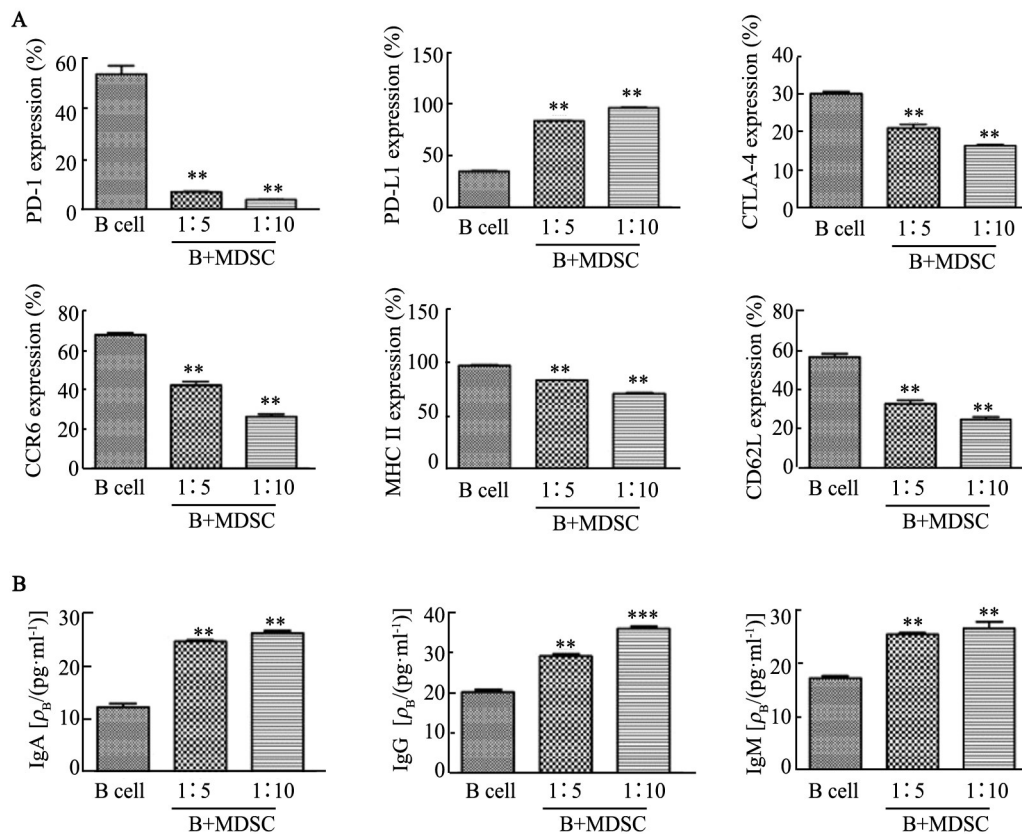 A
PD-1 expression (%)
60
40
20
0
**
**
B cell
1∶5
1∶10
B+MDSC
PD-L1 expression (%)
150
100
50
0
**
**
B cell
1∶5
1∶10
B+MDSC
CTLA-4 expression (%)
40
30
20
10
0
**
**
B cell
1∶5
1∶10
B+MDSC
CCR6 expression (%)
80
60
40
20
0
**
**
B cell
1∶5
1∶10
B+MDSC
MHC II expression (%)
150
100
50
0
**
**
B cell
1∶5
1∶10
B+MDSC
CD62L expression (%)
80
60
40
20
0
**
**
B cell
1∶5
1∶10
B+MDSC
B
IgA [ρB/(pg·ml⁻¹)]
30
20
10
0
**
**
B cell
1∶5
1∶10
B+MDSC
IgG [ρB/(pg·ml⁻¹)]
40
30
20
10
0
**
***
B cell
1∶5
1∶10
B+MDSC
IgM [ρB/(pg·ml⁻¹)]
30
20
10
0
**
**
B cell
1∶5
1∶10
B+MDSC